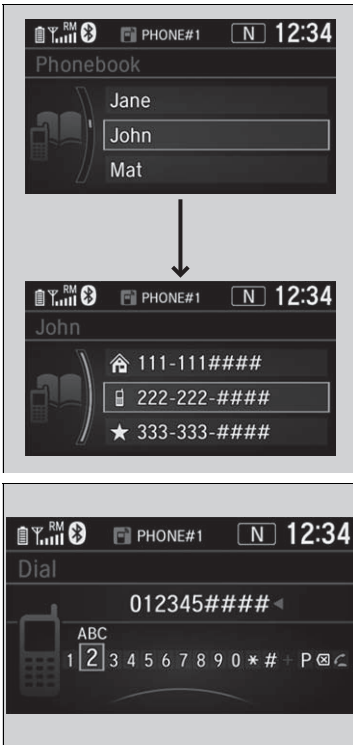 RM PHONE#1 N 12:34
Phonebook
Jane
John
Mat
RM PHONE#1 N 12:34
John
111-111####
222-222-####
333-333-####
RM PHONE#1 N 12:34
Dial
012345####
ABC
1 2 3 4 5 6 7 8 9 0 * # + P